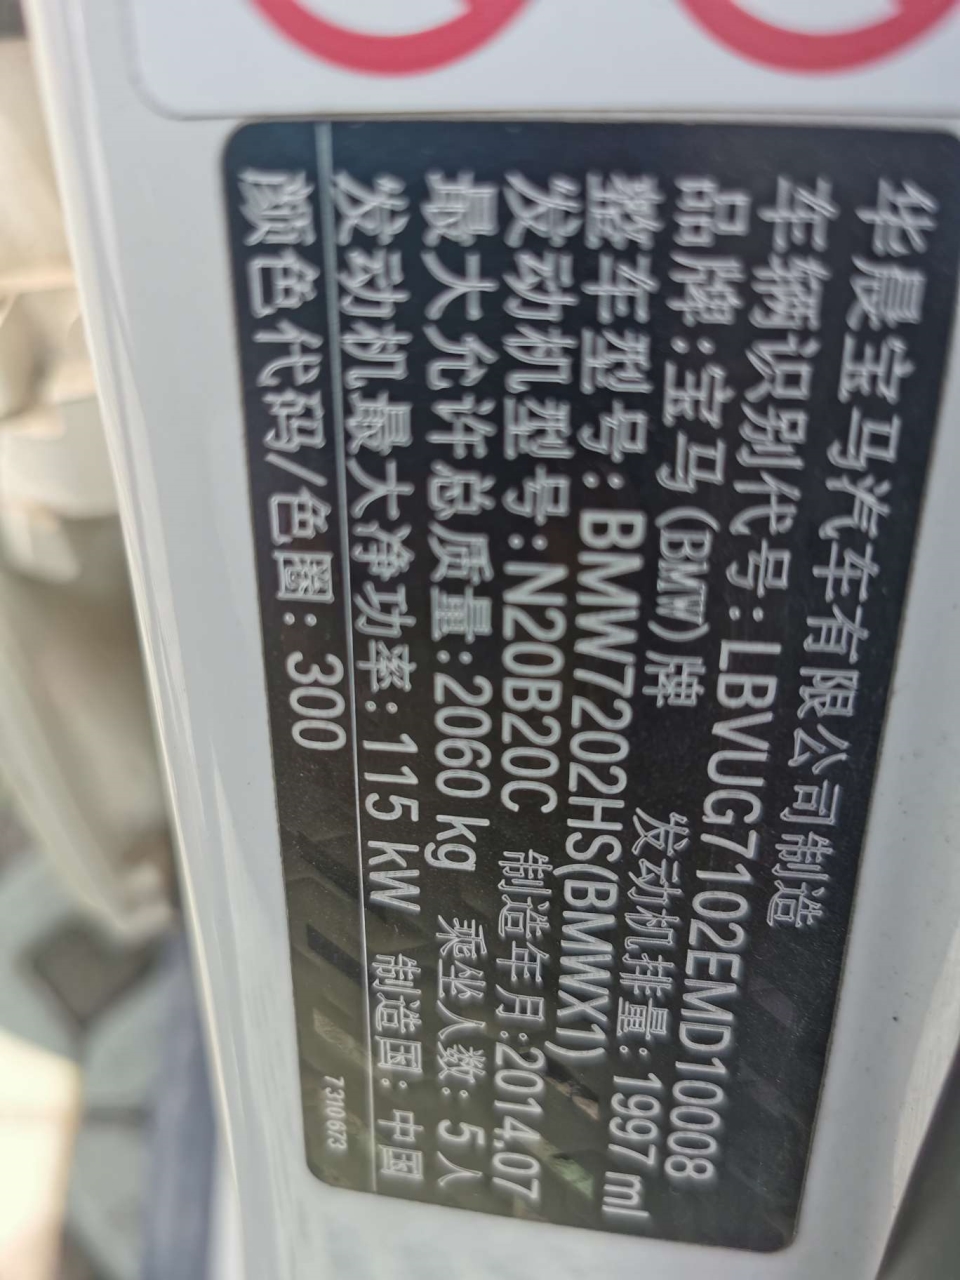 华晨宝马汽车有限公司制造
车辆识别代号：LBVUG7102EMD10008
品牌：宝马(BMW)牌 发动机排量：1997 ml
整车型号：BMW7202HS(BMWX1)
发动机型号：N20B20C 制造年月：2014.07
最大允许总质量：2060 kg 乘坐人数：5人
发动机最大净功率：115 kW 制造国：中国
颜色代码/色圈：300
7 310 673